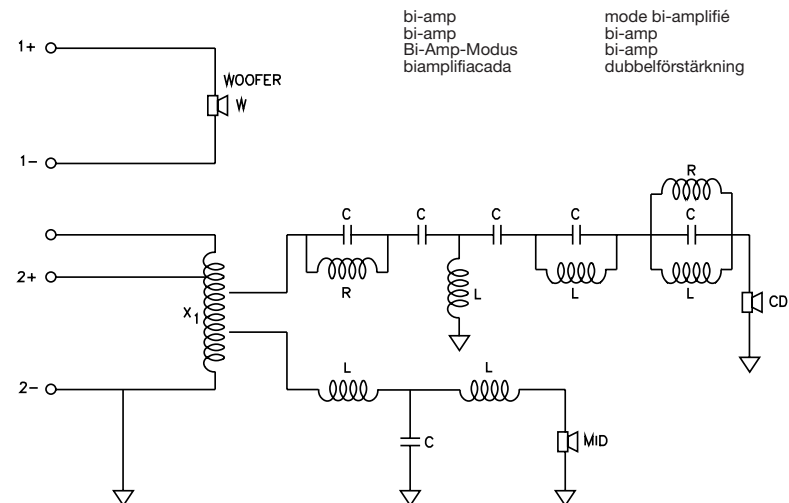 bi-amp mode bi-amplifié
bi-amp bi-amp
Bi-Amp-Modus bi-amp
biamplifiacada dubbelförstärkning
1+
WOOFER
W
1-
R
C C C C C
2+
R L L L
CD
X1
2-
L L
C
MID